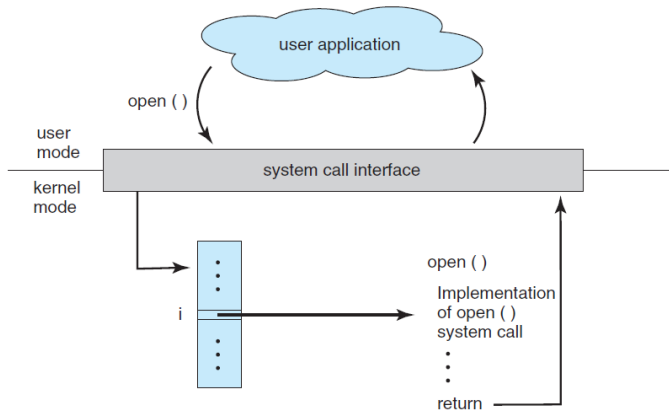 user application
open ( )
user
mode
system call interface
kernel
mode
open ( )
i
Implementation
of open ( )
system call
return